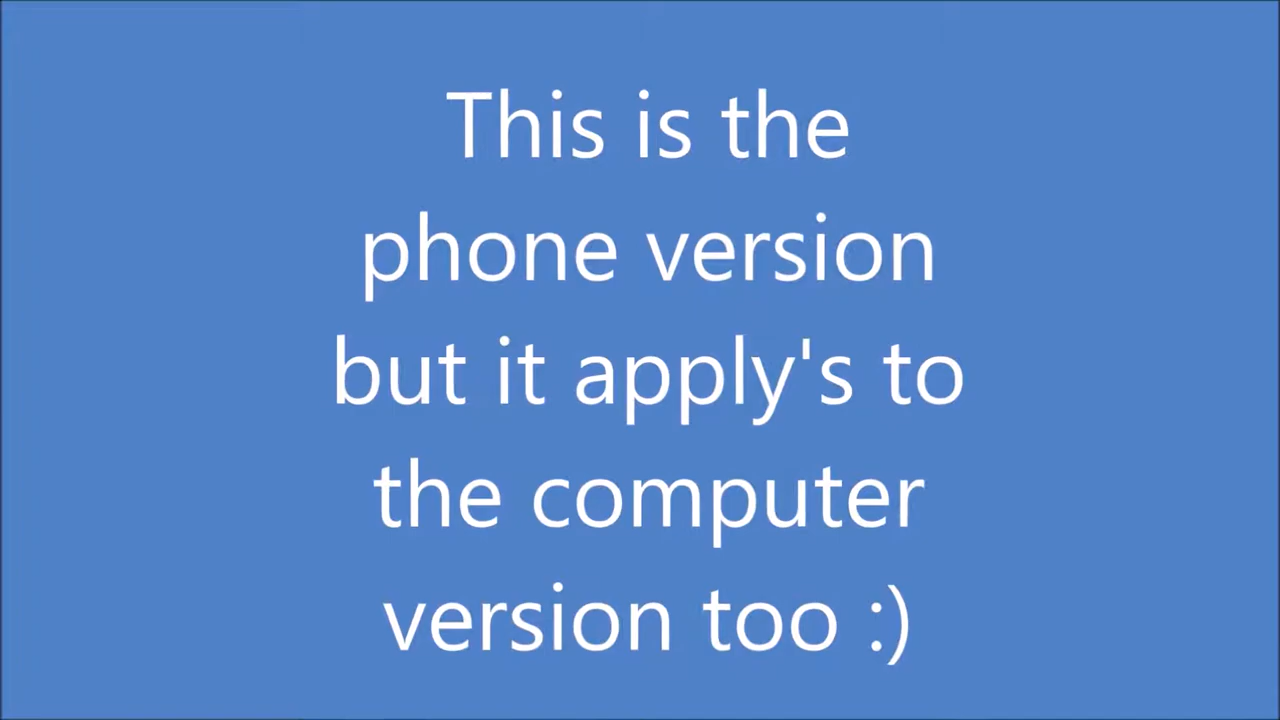 This is the
phone version
but it apply's to
the computer
version too :)